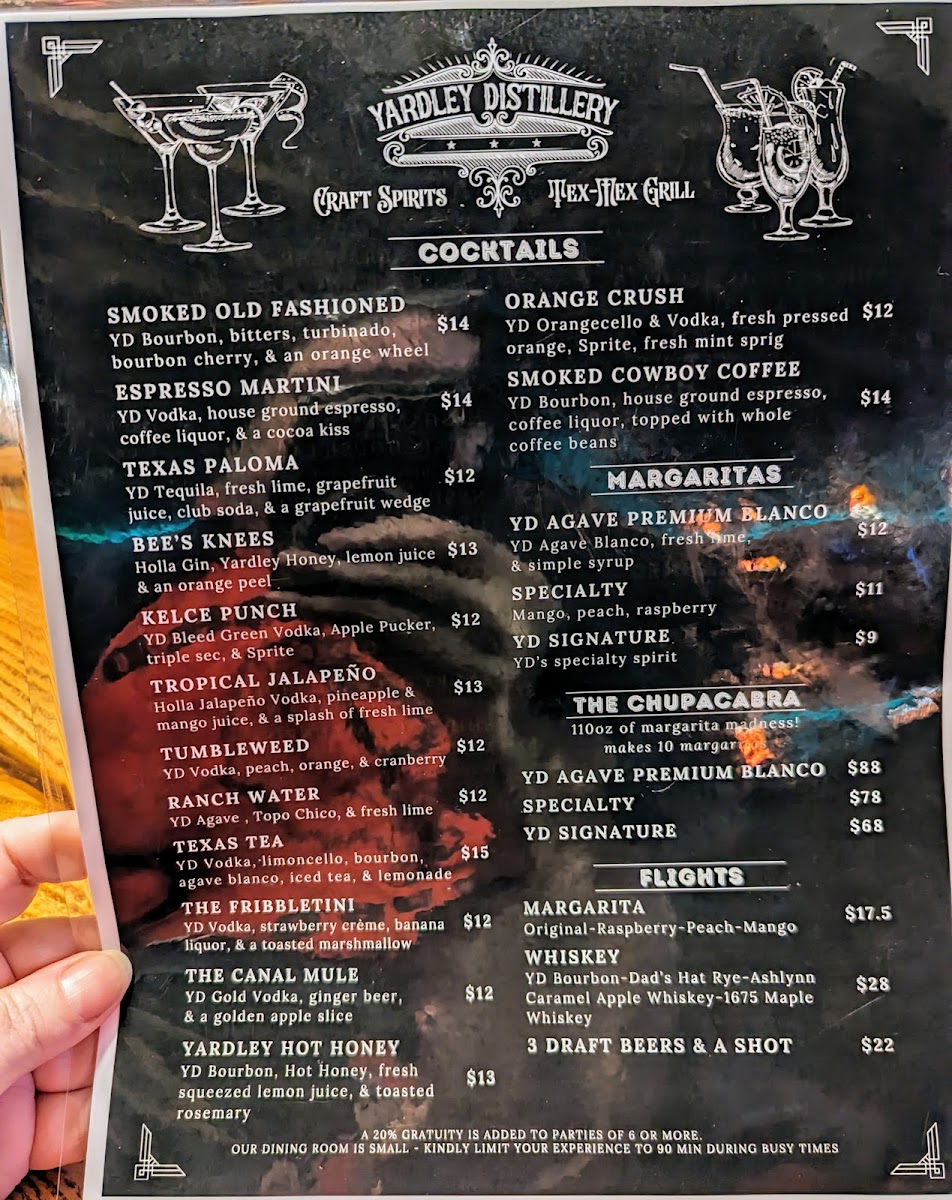 YARDLEY DISTILLERY
CRAFT SPIRITS . TEX-MEX GRILL
COCKTAILS
SMOKED OLD FASHIONED
YD Bourbon, bitters, turbinado, $14
bourbon cherry, & an orange wheel
ESPRESSO MARTINI
YD Vodka, house ground espresso, $14
coffee liquor, & a cocoa kiss
TEXAS PALOMA
YD Tequila, fresh lime, grapefruit $12
juice, club soda, & a grapefruit wedge
BEE'S KNEES
Holla Gin, Yardley Honey, lemon juice $13
& an orange peel
KELCE PUNCH
YD Bleed Green Vodka, Apple Pucker, $12
triple sec, & Sprite
TROPICAL JALAPEÑO
Holla Jalapeño Vodka, pineapple & $13
mango juice, & a splash of fresh lime
TUMBLEWEED $12
YD Vodka, peach, orange, & cranberry
RANCH WATER $12
YD Agave , Topo Chico, & fresh lime
TEXAS TEA
YD Vodka, limoncello, bourbon, $15
agave blanco, iced tea, & lemonade
THE FRIBBLETINI
YD Vodka, strawberry crème, banana $12
liquor, & a toasted marshmallow
THE CANAL MULE
YD Gold Vodka, ginger beer, $12
& a golden apple slice
YARDLEY HOT HONEY
YD Bourbon, Hot Honey, fresh $13
squeezed lemon juice, & toasted
rosemary
ORANGE CRUSH
YD Orangecello & Vodka, fresh pressed $12
orange, Sprite, fresh mint sprig
SMOKED COWBOY COFFEE
YD Bourbon, house ground espresso, $14
coffee liquor, topped with whole
coffee beans
MARGARITAS
YD AGAVE PREMIUM BLANCO
YD Agave Blanco, fresh lime, $12
& simple syrup
SPECIALTY $11
Mango, peach, raspberry
YD SIGNATURE $9
YD's specialty spirit
THE CHUPACABRA
110oz of margarita madness!
makes 10
YD AGAVE PREMIUM BLANCO $88
SPECIALTY $78
YD SIGNATURE $68
FLIGHTS
MARGARITA $17.5
Original-Raspberry-Peach-Mango
WHISKEY
YD Bourbon-Dad's Hat Rye-Ashlynn $28
Caramel Apple Whiskey-1675 Maple
Whiskey
3 DRAFT BEERS & A SHOT $22
A 20% GRATUITY IS ADDED TO PARTIES OF 6 OR MORE.
OUR DINING ROOM IS SMALL - KINDLY LIMIT YOUR EXPERIENCE TO 90 MIN DURING BUSY TIMES